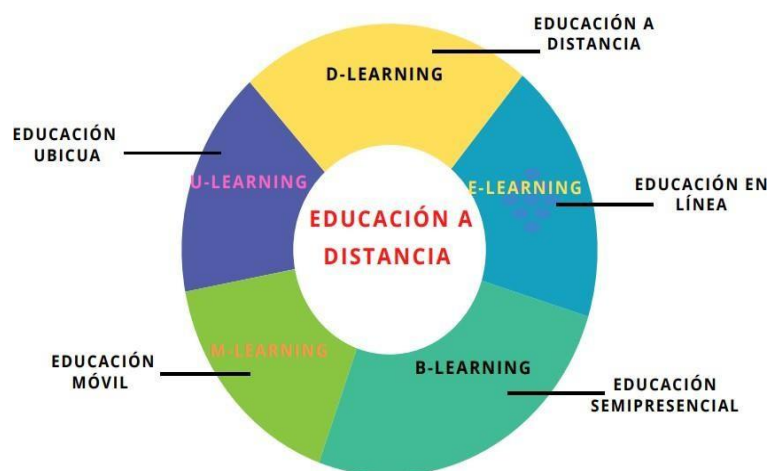 EDUCACIÓN A
DISTANCIA
D-LEARNING
EDUCACIÓN
UBICUA
U-LEARNING
E-LEARNING
EDUCACIÓN EN
LÍNEA
EDUCACIÓN A
DISTANCIA
M-LEARNING
EDUCACIÓN
MÓVIL
B-LEARNING
EDUCACIÓN
SEMIPRESENCIAL